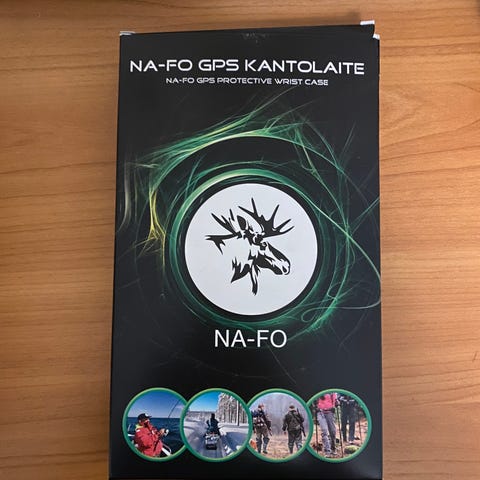 NA-FO GPS KANTOLAITE
NA-FO GPS PROTECTIVE WRIST CASE
NA-FO